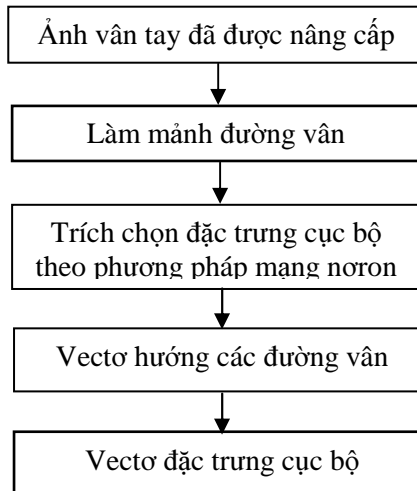 Ảnh vân tay đã được nâng cấp
Làm mảnh đường vân
Trích chọn đặc trưng cục bộ
theo phương pháp mạng nơron
Vectơ hướng các đường vân
Vectơ đặc trưng cục bộ